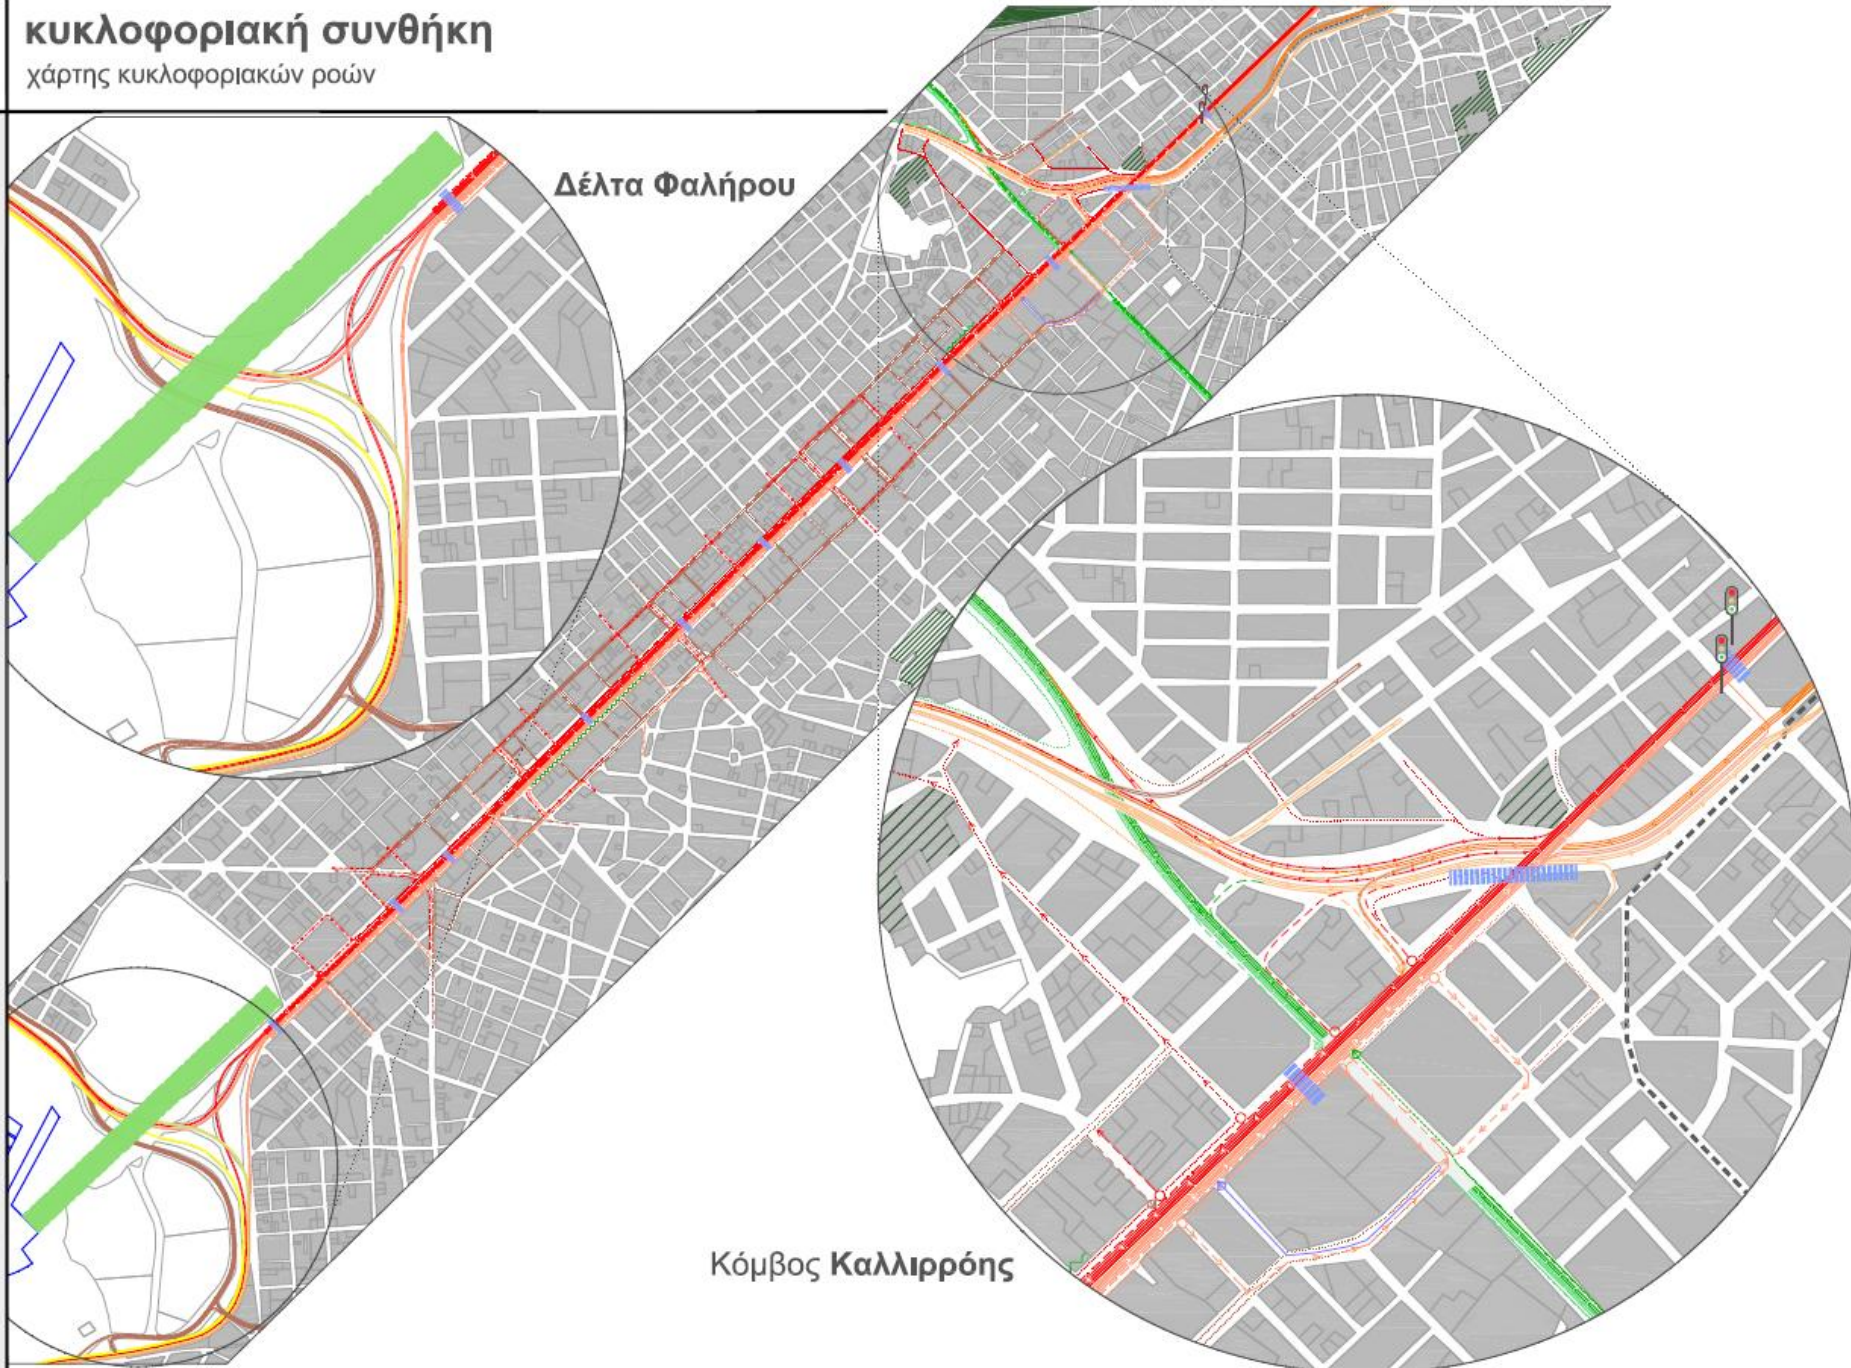 κυκλοφοριακή συνθήκη
χάρτης κυκλοφοριακών ροών
Δέλτα Φαλήρου
Κόμβος Καλλιρρόης